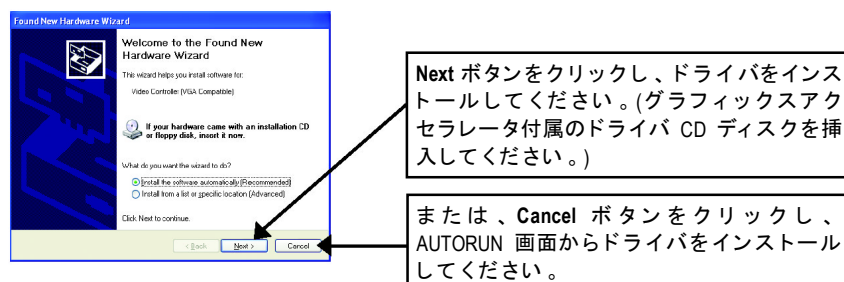 Found New Hardware Wizard
Welcome to the Found New
Hardware Wizard
This wizard helps you install software for:
Video Controller (VGA Compatible)
If your hardware came with an installation CD
or floppy disk, insert it now.
What do you want the wizard to do?
Install the software automatically (Recommended)
Install from a list or specific location (Advanced)
Click Next to continue.
< Back
Next >
Cancel
Next ボタンをクリックし、ドライバをインス
トールしてください。(グラフィックスアク
セラレータ付属のドライバ CD ディスクを挿
入してください。)
または、Cancel ボタンをクリックし、
AUTORUN 画面からドライバをインストール
してください。